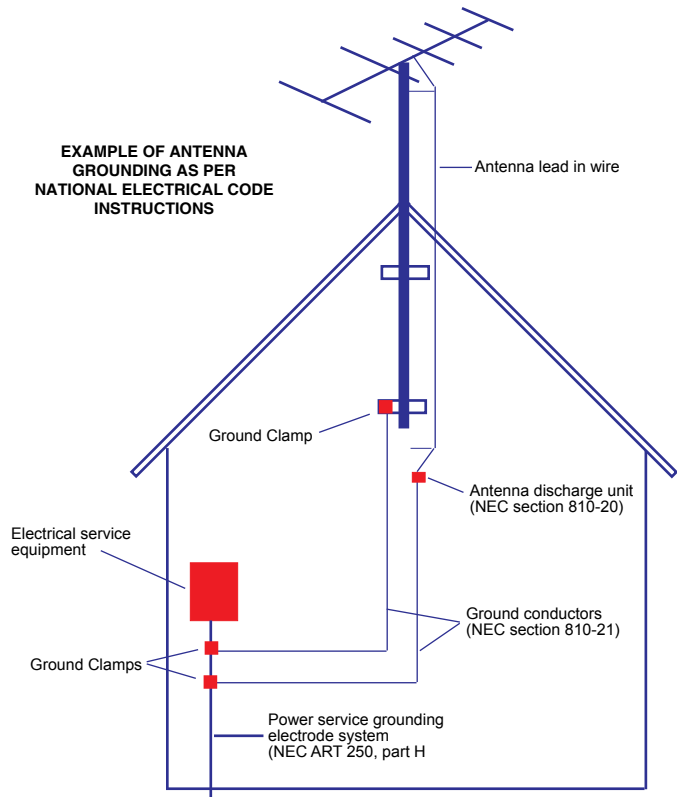 EXAMPLE OF ANTENNA
GROUNDING AS PER
NATIONAL ELECTRICAL CODE
INSTRUCTIONS
Antenna lead in wire
Ground Clamp
Antenna discharge unit
(NEC section 810-20)
Electrical service
equipment
Ground conductors
(NEC section 810-21)
Ground Clamps
Power service grounding
electrode system
(NEC ART 250, part H